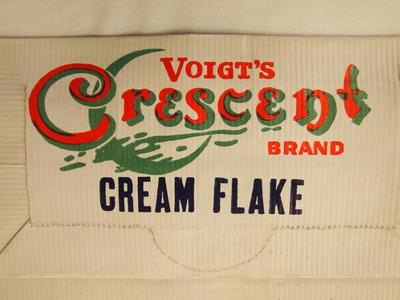 VOIGT'S
Crescent
BRAND
CREAM FLAKE